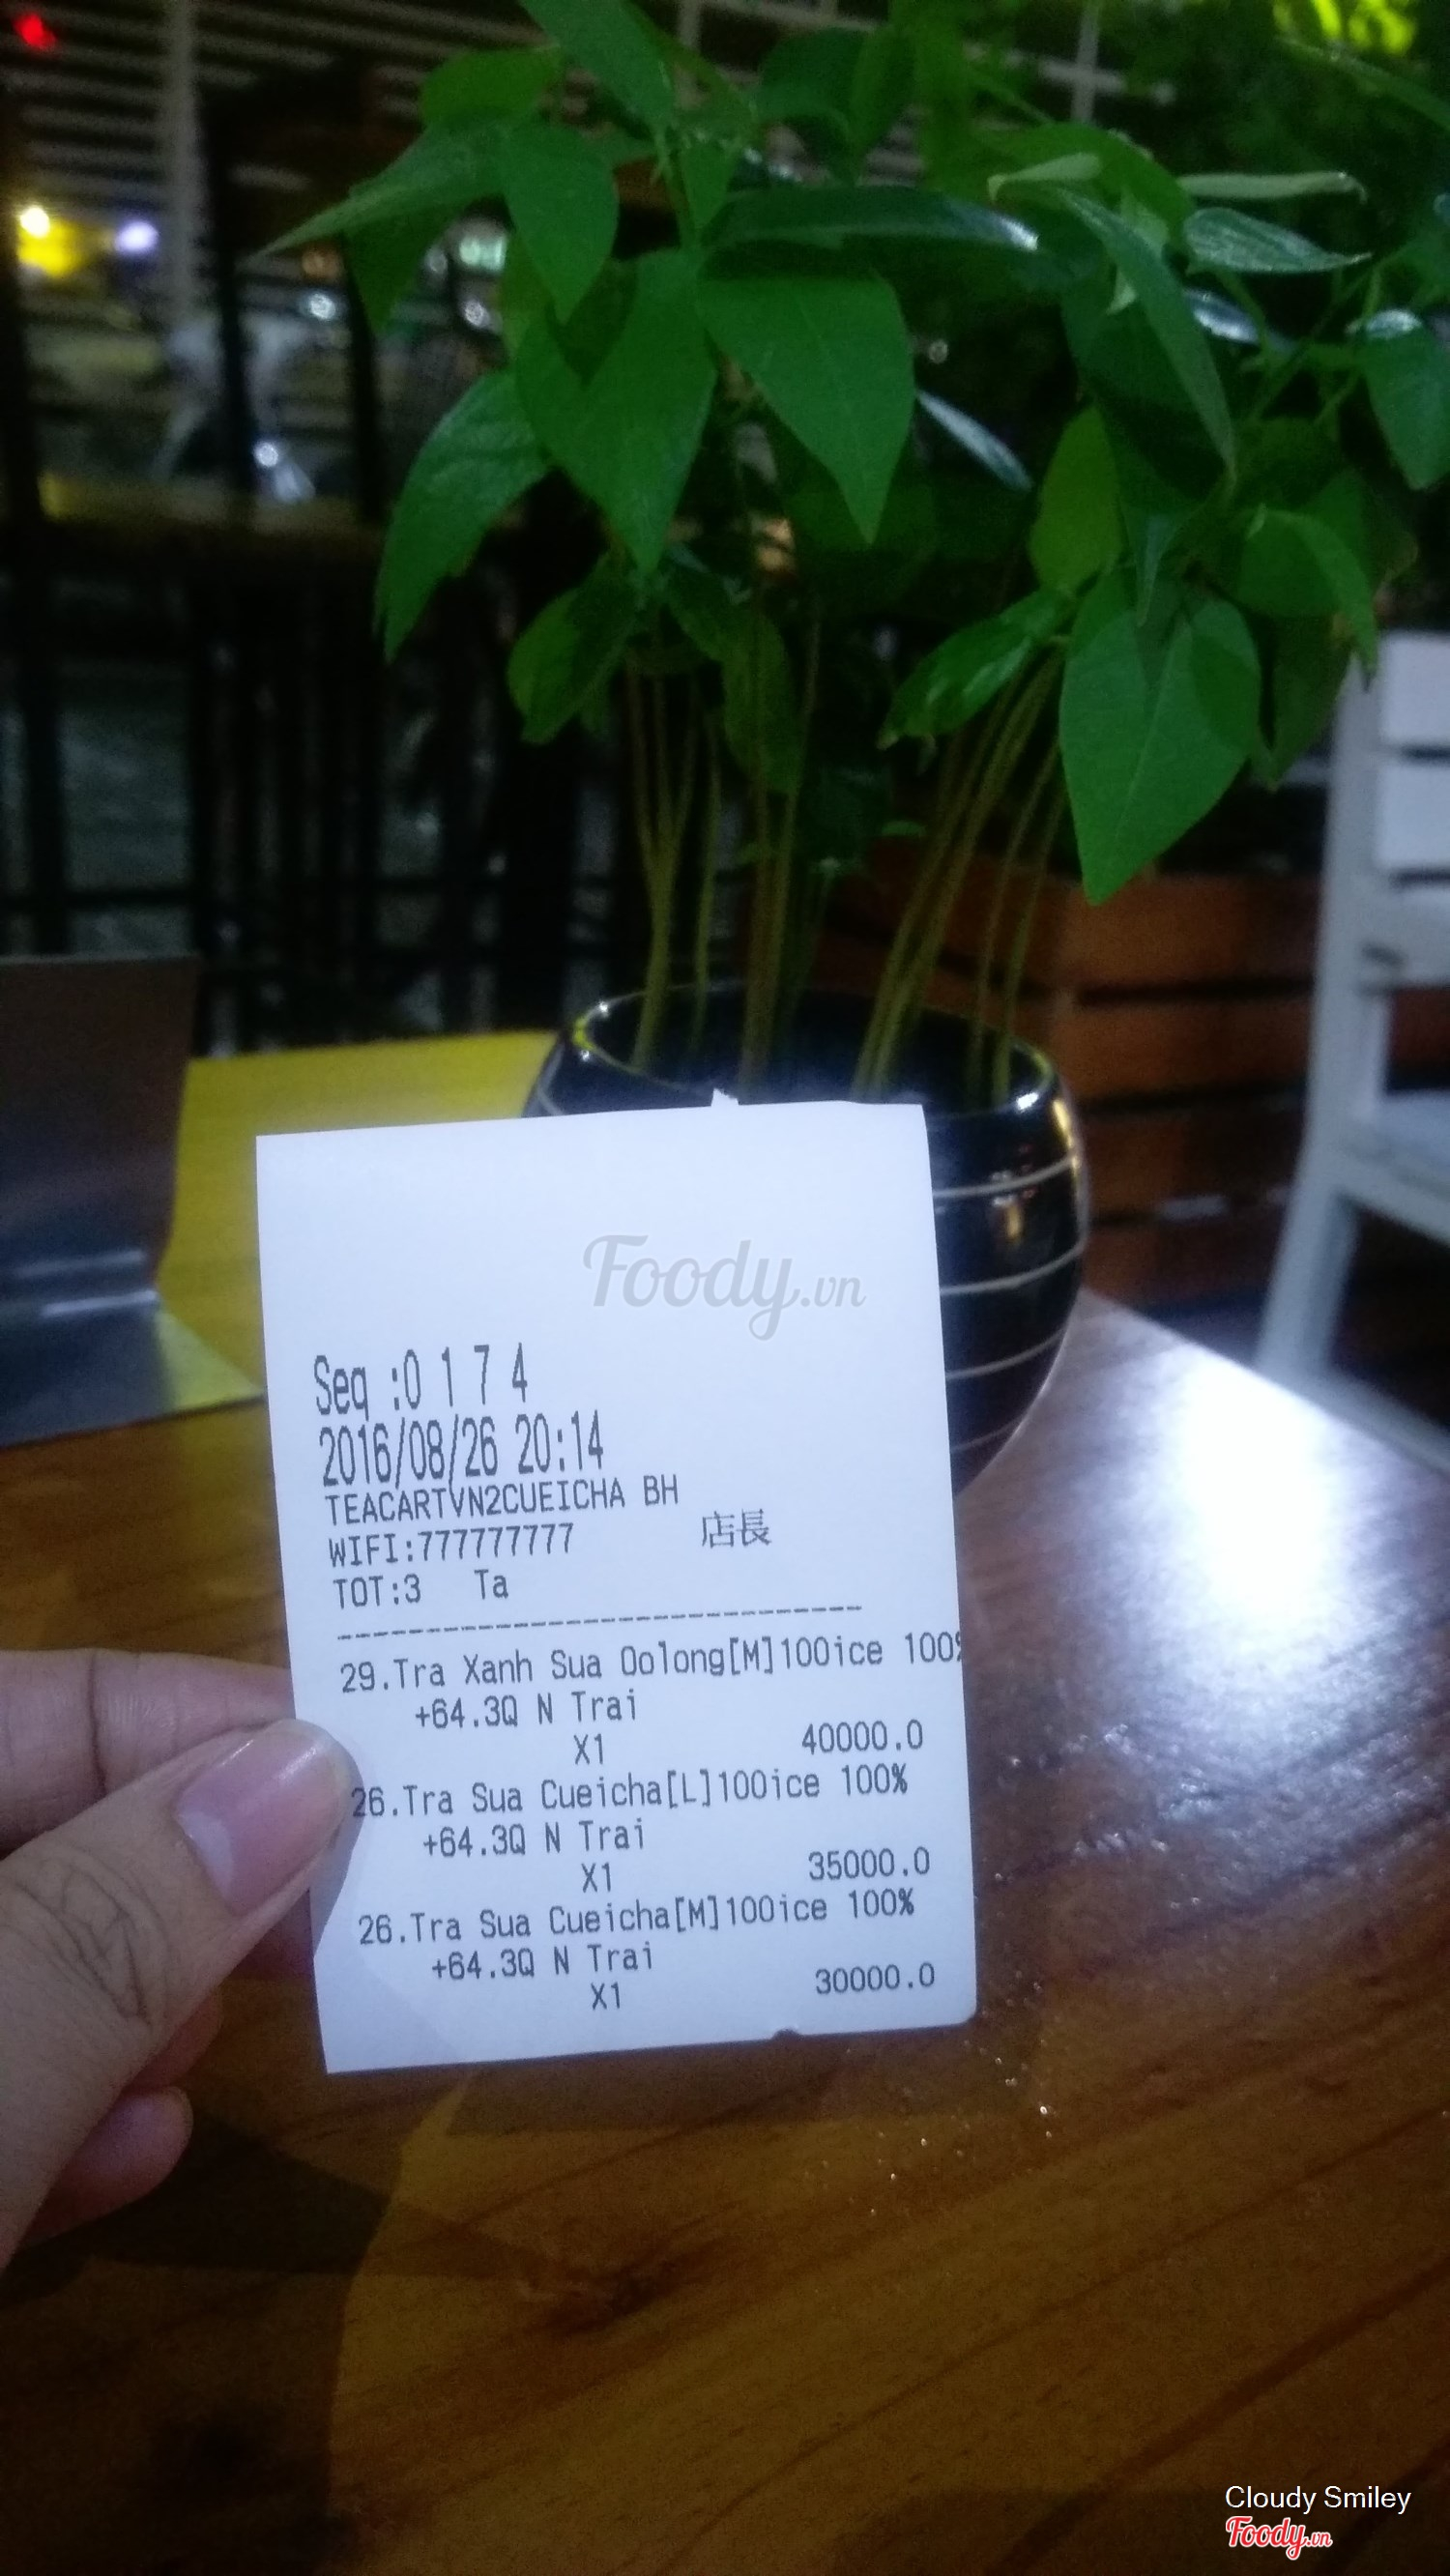 Foody.vn
Seq :0 1 7 4
2016/08/26 20:14
TEACARTVN2CUEICHA BH
WIFI:777777777 店長
TOT:3 Ta
--------------------------------
29.Tra Xanh Sua Oolong[M]100ice 100%
+64.3Q N Trai
X1 40000.0
26.Tra Sua Cueicha[L]100ice 100%
+64.3Q N Trai
X1 35000.0
26.Tra Sua Cueicha[M]100ice 100%
+64.3Q N Trai
X1 30000.0
Cloudy Smiley
Foody.vn